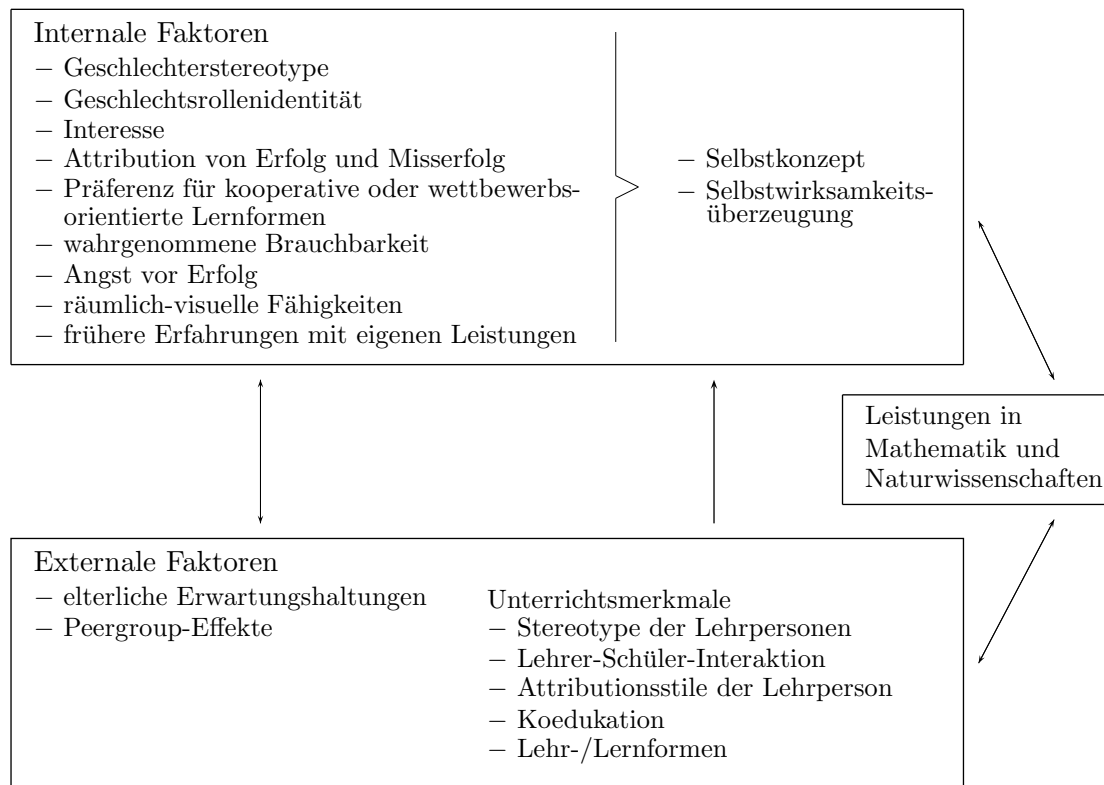 Internale Faktoren
– Geschlechterstereotype
– Geschlechtsrollenidentität
– Interesse
– Attribution von Erfolg und Misserfolg
– Präferenz für kooperative oder wettbewerbs-
orientierte Lernformen
– wahrgenommene Brauchbarkeit
– Angst vor Erfolg
– räumlich-visuelle Fähigkeiten
– frühere Erfahrungen mit eigenen Leistungen
– Selbstkonzept
– Selbstwirksamkeits-
überzeugung
Leistungen in
Mathematik und
Naturwissenschaften
Externale Faktoren
– elterliche Erwartungshaltungen
– Peergroup-Effekte
Unterrichtsmerkmale
– Stereotype der Lehrpersonen
– Lehrer-Schüler-Interaktion
– Attributionsstile der Lehrperson
– Koedukation
– Lehr-/Lernformen